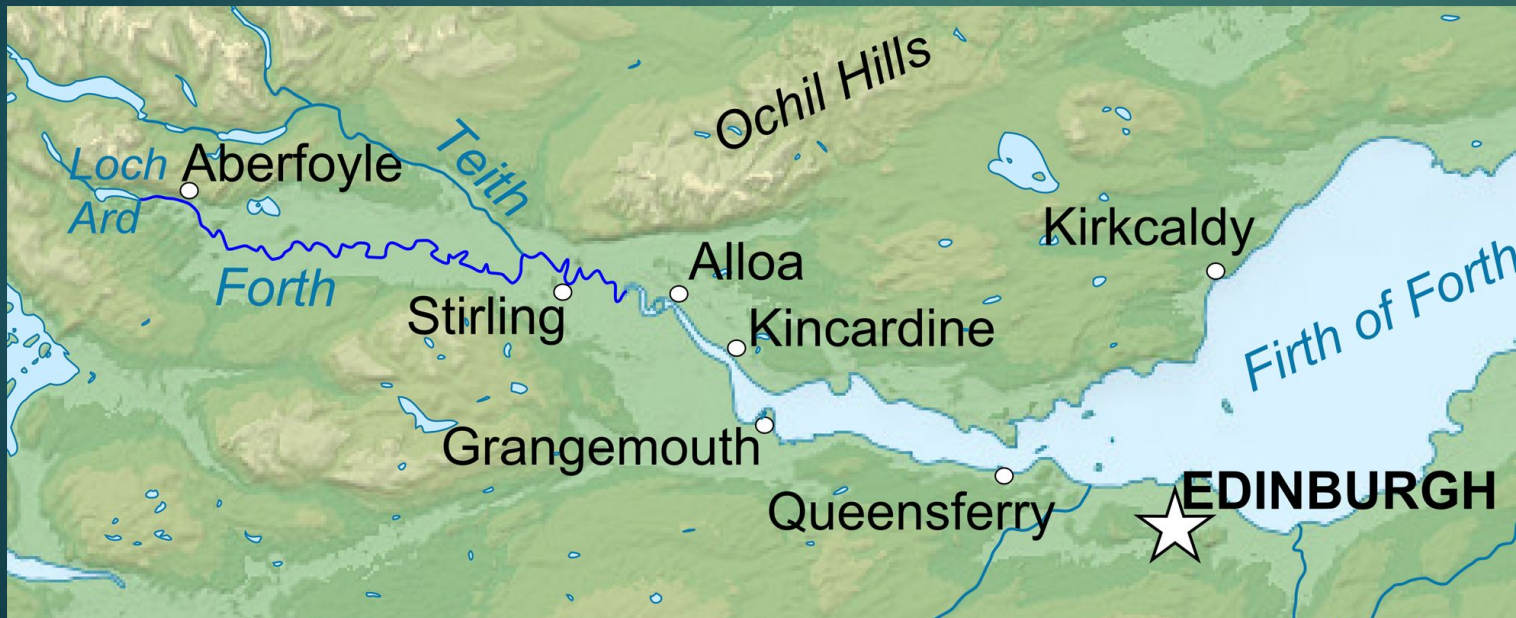 Ochil Hills
Teith
Loch
Ard
Aberfoyle
Kirkcaldy
Alloa
Forth
Stirling
Kincardine
Firth of Forth
Grangemouth
Queensferry
EDINBURGH